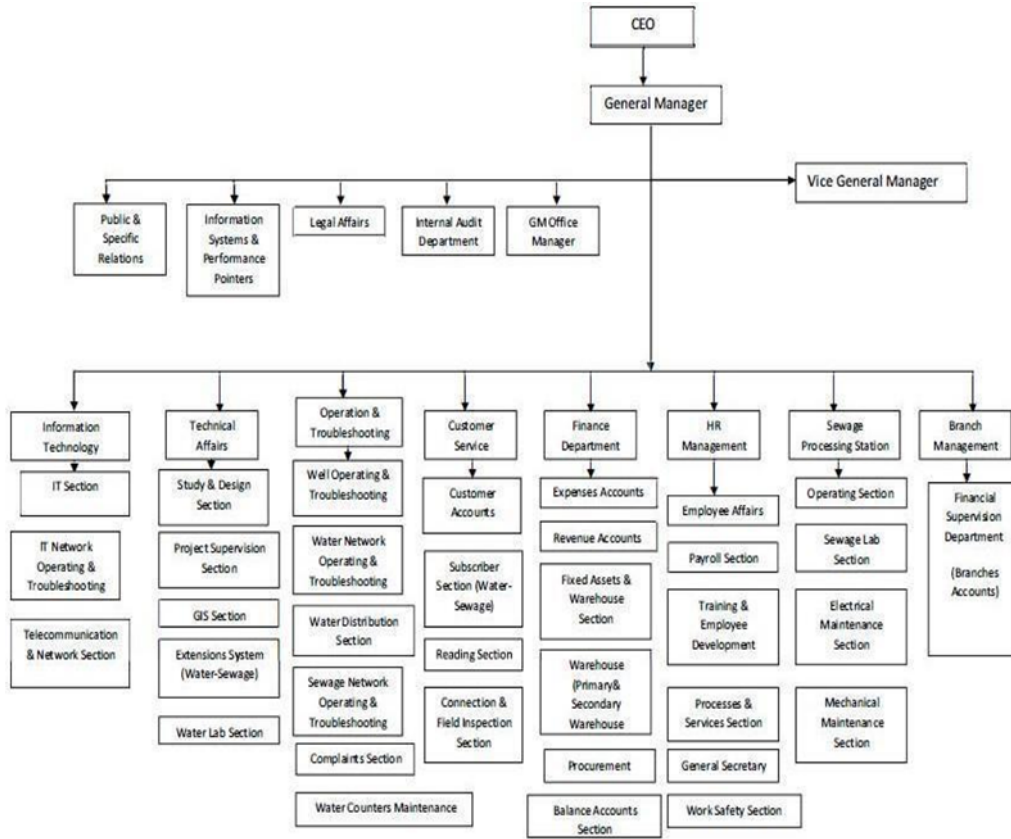 CEO
General Manager
Vice General Manager
Public &
Specific
Relations
Information
Systems &
Performance
Pointers
Legal Affairs
Internal Audit
Department
GM Office
Manager
Information
Technology
IT Section
IT Network
Operating &
Troubleshooting
Telecommunication
& Network Section
Technical
Affairs
Study & Design
Section
Project Supervision
Section
GIS Section
Extensions System
(Water-Sewage)
Water Lab Section
Operation &
Troubleshooting
Well Operating &
Troubleshooting
Water Network
Operating &
Troubleshooting
Water Distribution
Section
Sewage Network
Operating &
Troubleshooting
Complaints Section
Water Counters Maintenance
Customer
Service
Customer
Accounts
Subscriber
Section (Water-
Sewage)
Reading Section
Connection &
Field Inspection
Section
Finance
Department
Expenses Accounts
Revenue Accounts
Fixed Assets &
Warehouse
Section
Warehouse
(Primary&
Secondary
Warehouse
Procurement
Balance Accounts
Section
HR
Management
Employee Affairs
Payroll Section
Training &
Employee
Development
Processes &
Services Section
General Secretary
Work Safety Section
Sewage
Processing Station
Operating Section
Sewage Lab
Section
Electrical
Maintenance
Section
Mechanical
Maintenance
Section
Branch
Management
Financial
Supervision
Department
(Branches
Accounts)